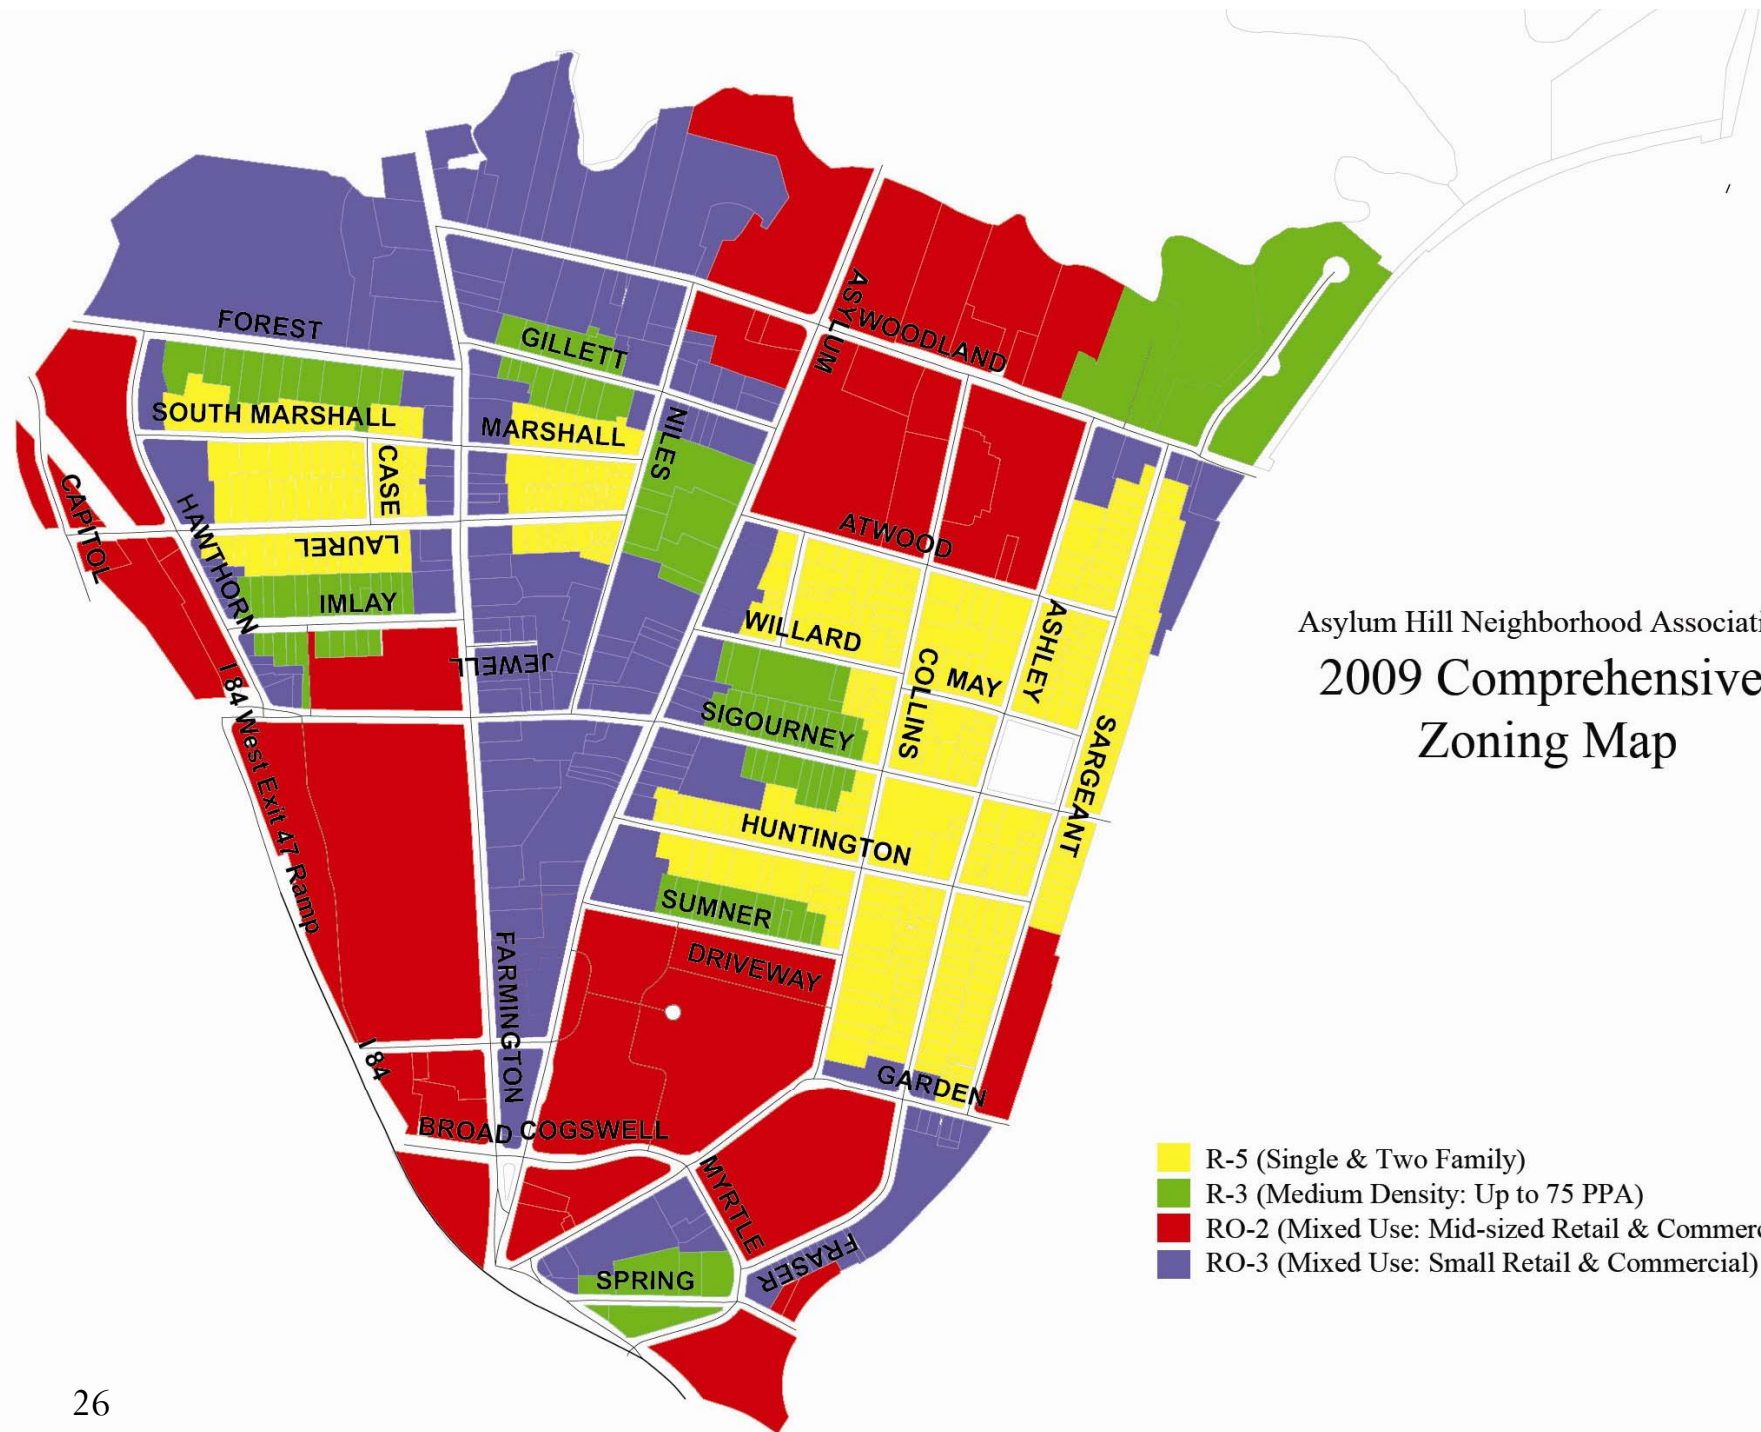 ASYLUM
WOODLAND
FOREST
GILLETT
SOUTH MARSHALL
MARSHALL
NILES
CASE
CAPITOL
HAWTHORN
LAUREL
ATWOOD
IMLAY
WILLARD
ASHLEY
JEWELL
COLLINS
MAY
SIGOURNEY
SARGEANT
I 84 West Exit 47 Ramp
HUNTINGTON
SUMNER
DRIVEWAY
FARMINGTON
I 84
GARDEN
BROAD
COGSWELL
MYRTLE
FRASER
SPRING
Asylum Hill Neighborhood Associati
2009 Comprehensive
Zoning Map
R-5 (Single & Two Family)
R-3 (Medium Density: Up to 75 PPA)
RO-2 (Mixed Use: Mid-sized Retail & Commer
RO-3 (Mixed Use: Small Retail & Commercial)
26